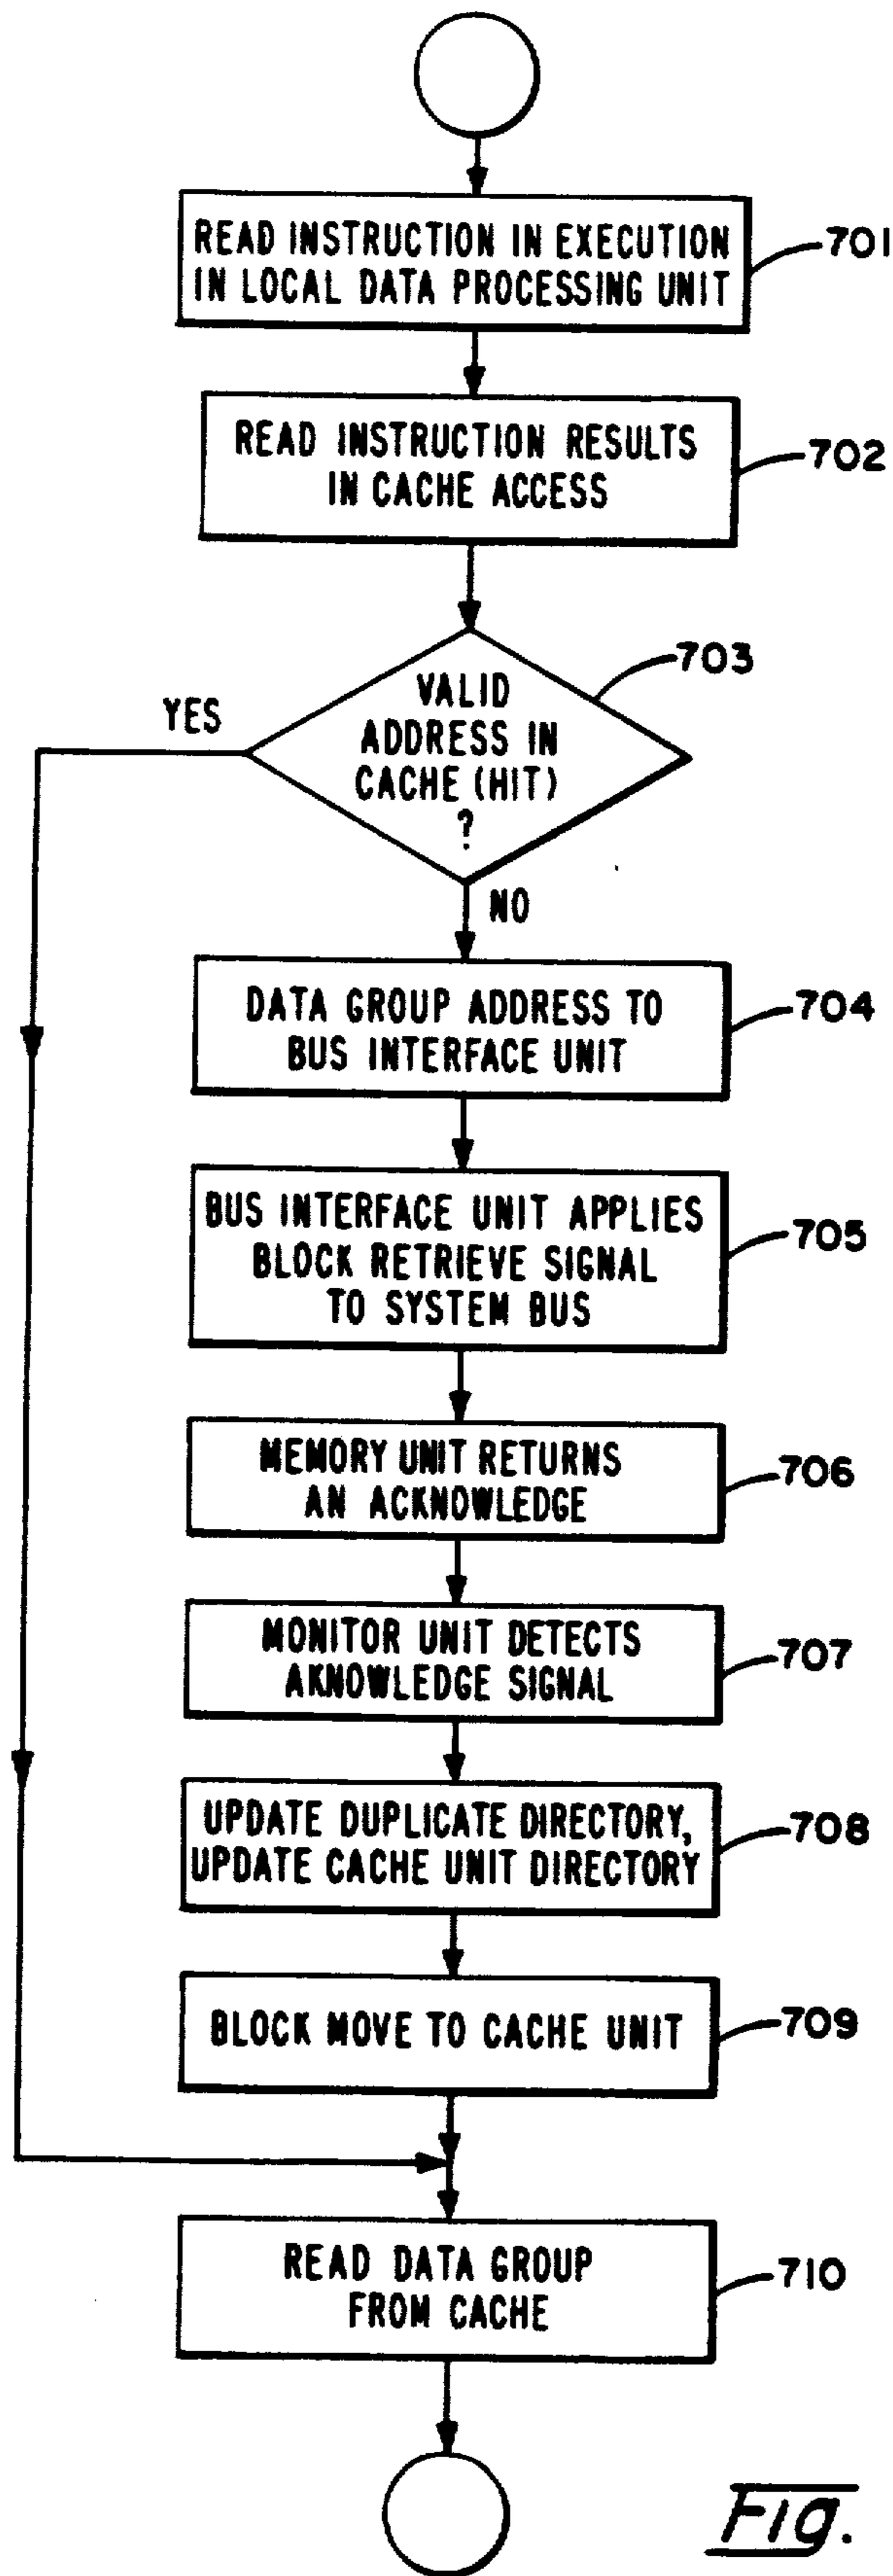 READ INSTRUCTION IN EXECUTION
IN LOCAL DATA PROCESSING UNIT
701
READ INSTRUCTION RESULTS
IN CACHE ACCESS
702
703
VALID
ADDRESS IN
CACHE (HIT)
?
YES
NO
DATA GROUP ADDRESS TO
BUS INTERFACE UNIT
704
BUS INTERFACE UNIT APPLIES
BLOCK RETRIEVE SIGNAL
TO SYSTEM BUS
705
MEMORY UNIT RETURNS
AN ACKNOWLEDGE
706
MONITOR UNIT DETECTS
AKNOWLEDGE SIGNAL
707
UPDATE DUPLICATE DIRECTORY,
UPDATE CACHE UNIT DIRECTORY
708
BLOCK MOVE TO CACHE UNIT
709
READ DATA GROUP
FROM CACHE
710
Fig.